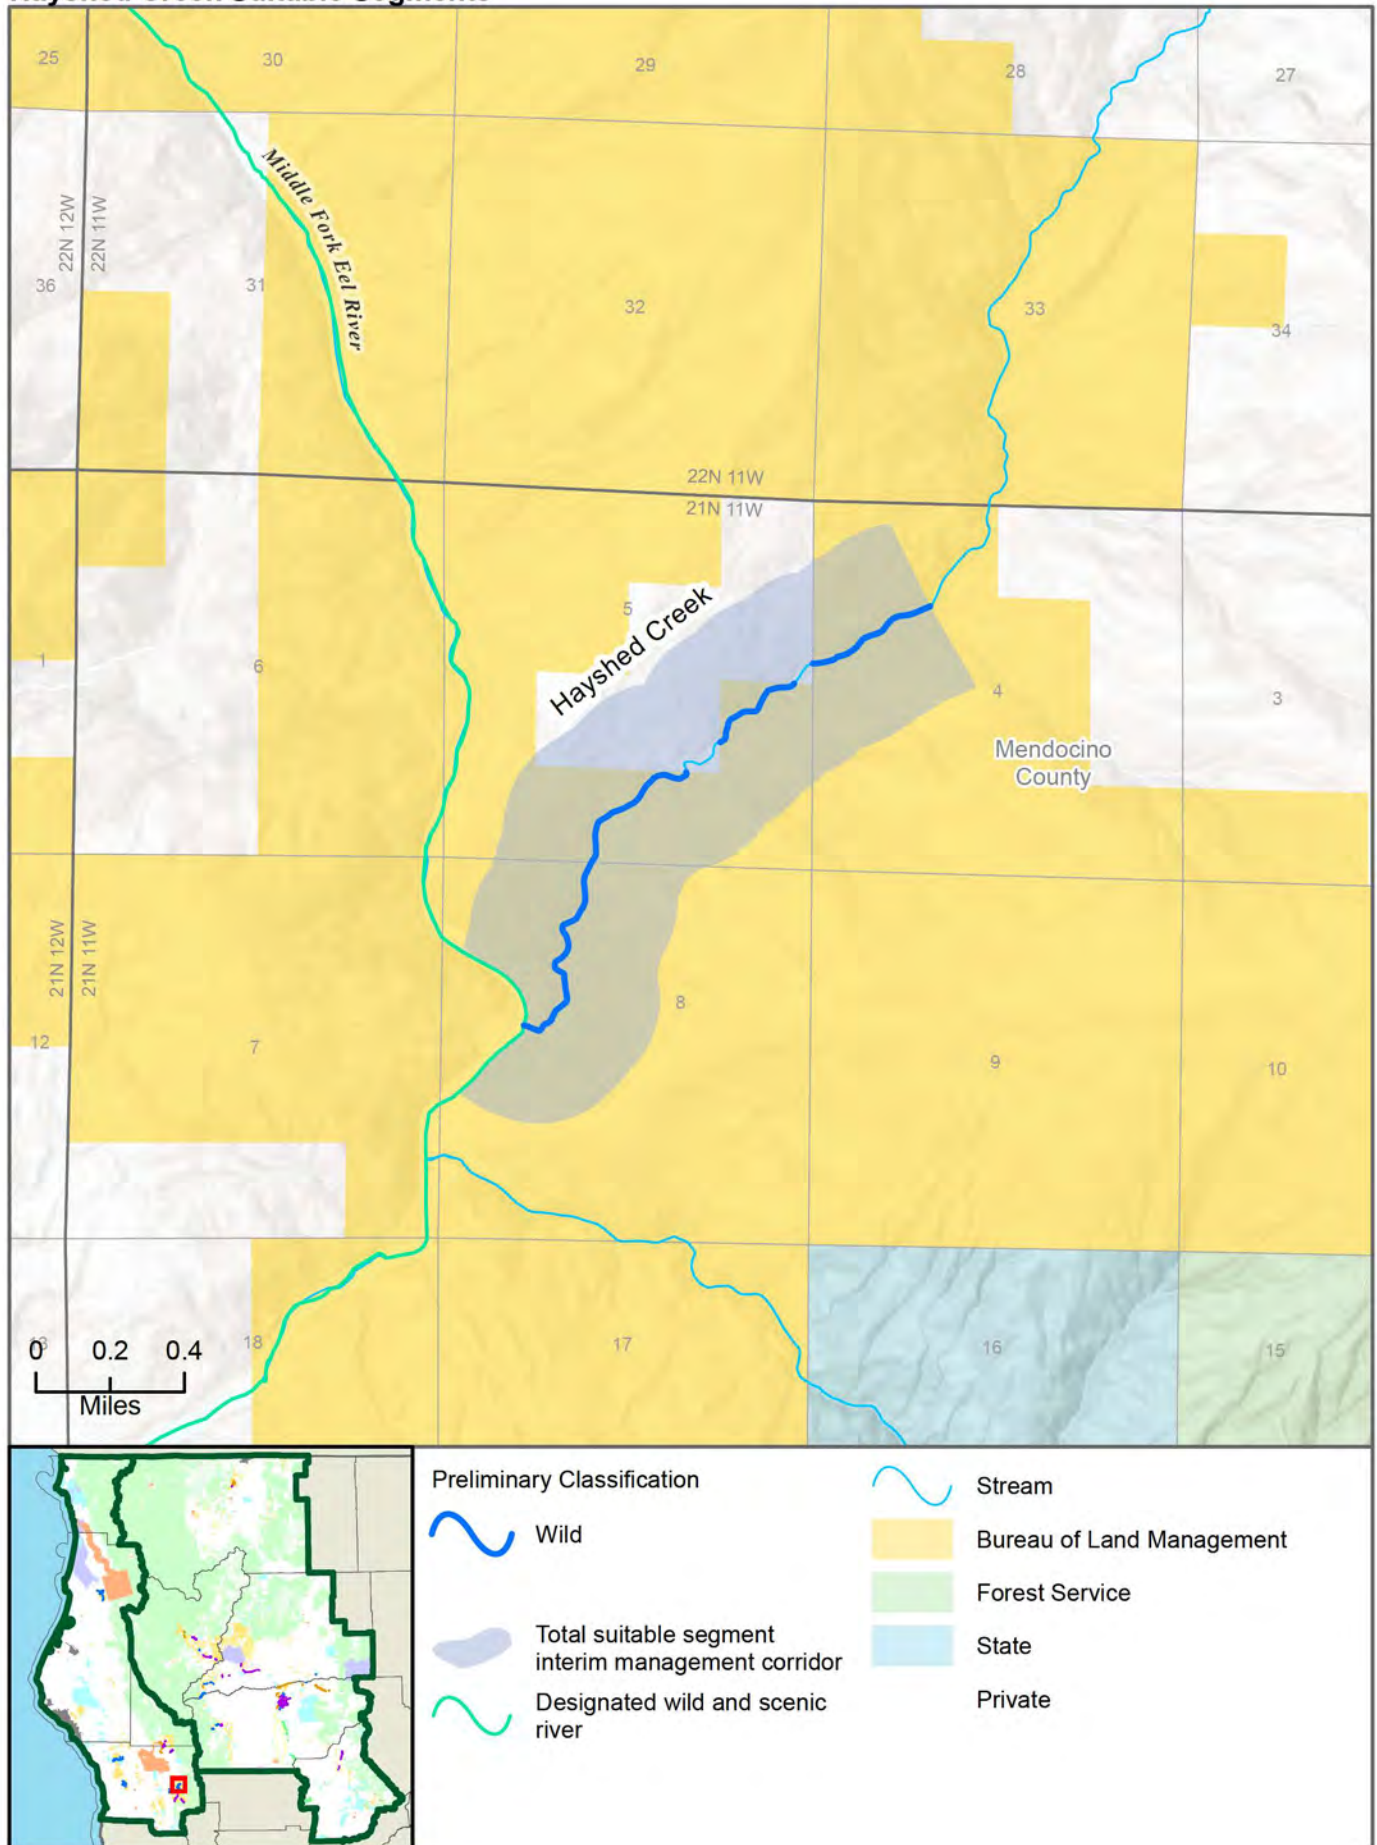 25
30
29
28
27
Middle Fork Eel River
22N 12W
22N 11W
36
31
32
33
34
22N 11W
21N 11W
5
Hayshed Creek
1
6
4
3
Mendocino
County
21N 12W
21N 11W
8
12
7
9
10
13
18
17
16
15
0 0.2 0.4
Miles
Preliminary Classification
Wild
Total suitable segment
interim management corridor
Designated wild and scenic
river
Stream
Bureau of Land Management
Forest Service
State
Private